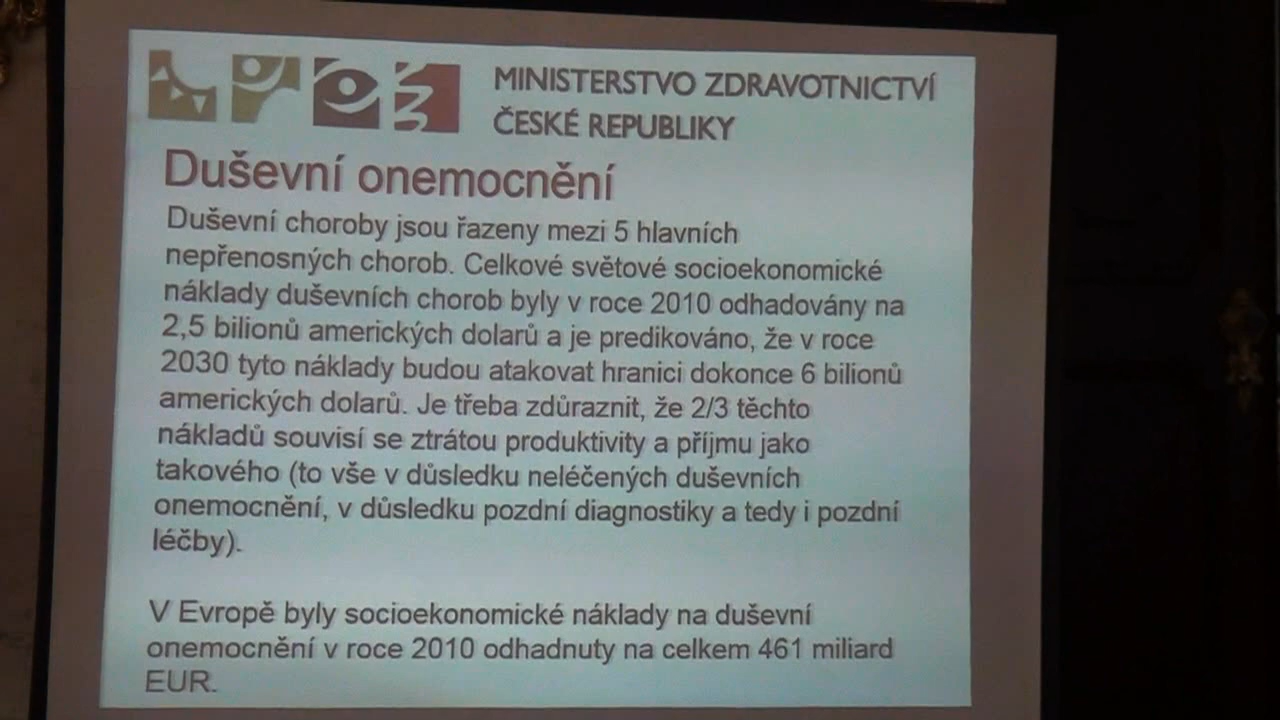 MINISTERSTVO ZDRAVOTNICTVÍ
ČESKÉ REPUBLIKY
Duševní onemocnění
Duševní choroby jsou řazeny mezi 5 hlavních
nepřenosných chorob. Celkové světové socioekonomické
náklady duševních chorob byly v roce 2010 odhadovány na
2,5 bilionů amerických dolarů a je predikováno, že v roce
2030 tyto náklady budou atakovat hranici dokonce 6 bilionů
amerických dolarů. Je třeba zdůraznit, že 2/3 těchto
nákladů souvisí se ztrátou produktivity a příjmu jako
takového (to vše v důsledku neléčených duševních
onemocnění, v důsledku pozdní diagnostiky a tedy i pozdní
léčby).
V Evropě byly socioekonomické náklady na duševní
onemocnění v roce 2010 odhadnuty na celkem 461 miliard
EUR.